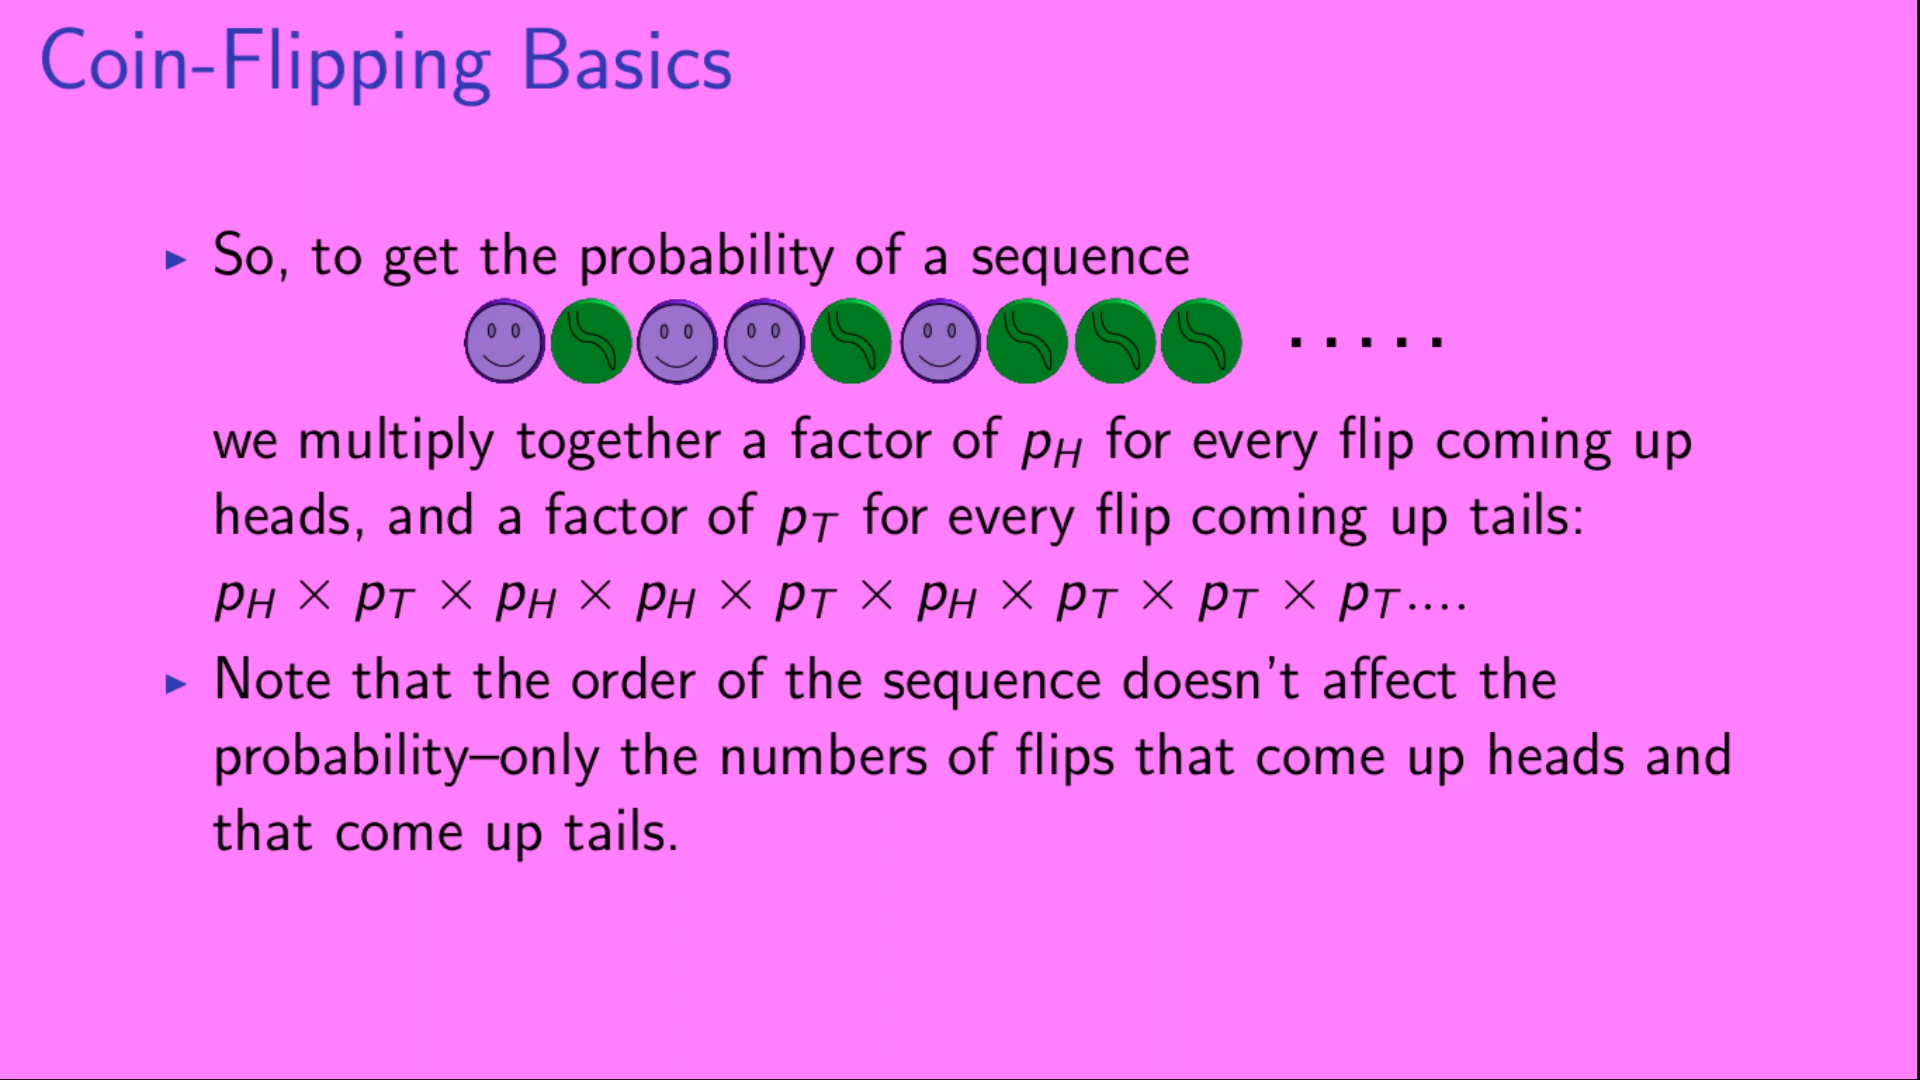 Coin-Flipping Basics
▸ So, to get the probability of a sequence
.....
we multiply together a factor of p_H for every flip coming up
heads, and a factor of p_T for every flip coming up tails:
p_H × p_T × p_H × p_H × p_T × p_H × p_T × p_T × p_T....
▸ Note that the order of the sequence doesn't affect the
probability–only the numbers of flips that come up heads and
that come up tails.